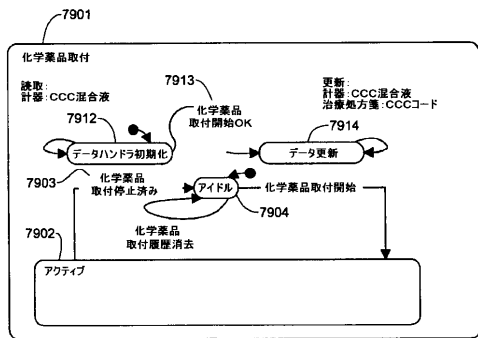 7901
化学薬品取付
読取:
計器:CCC混合液
7912
7913
化学薬品
取付開始OK
更新:
計器:CCC混合液
治療処方箋:CCCコード
7914
データハンドラ初期化
データ更新
7903
化学薬品
取付停止済み
アイドル
化学薬品取付開始
7904
化学薬品
取付履歴消去
7902
アクティブ